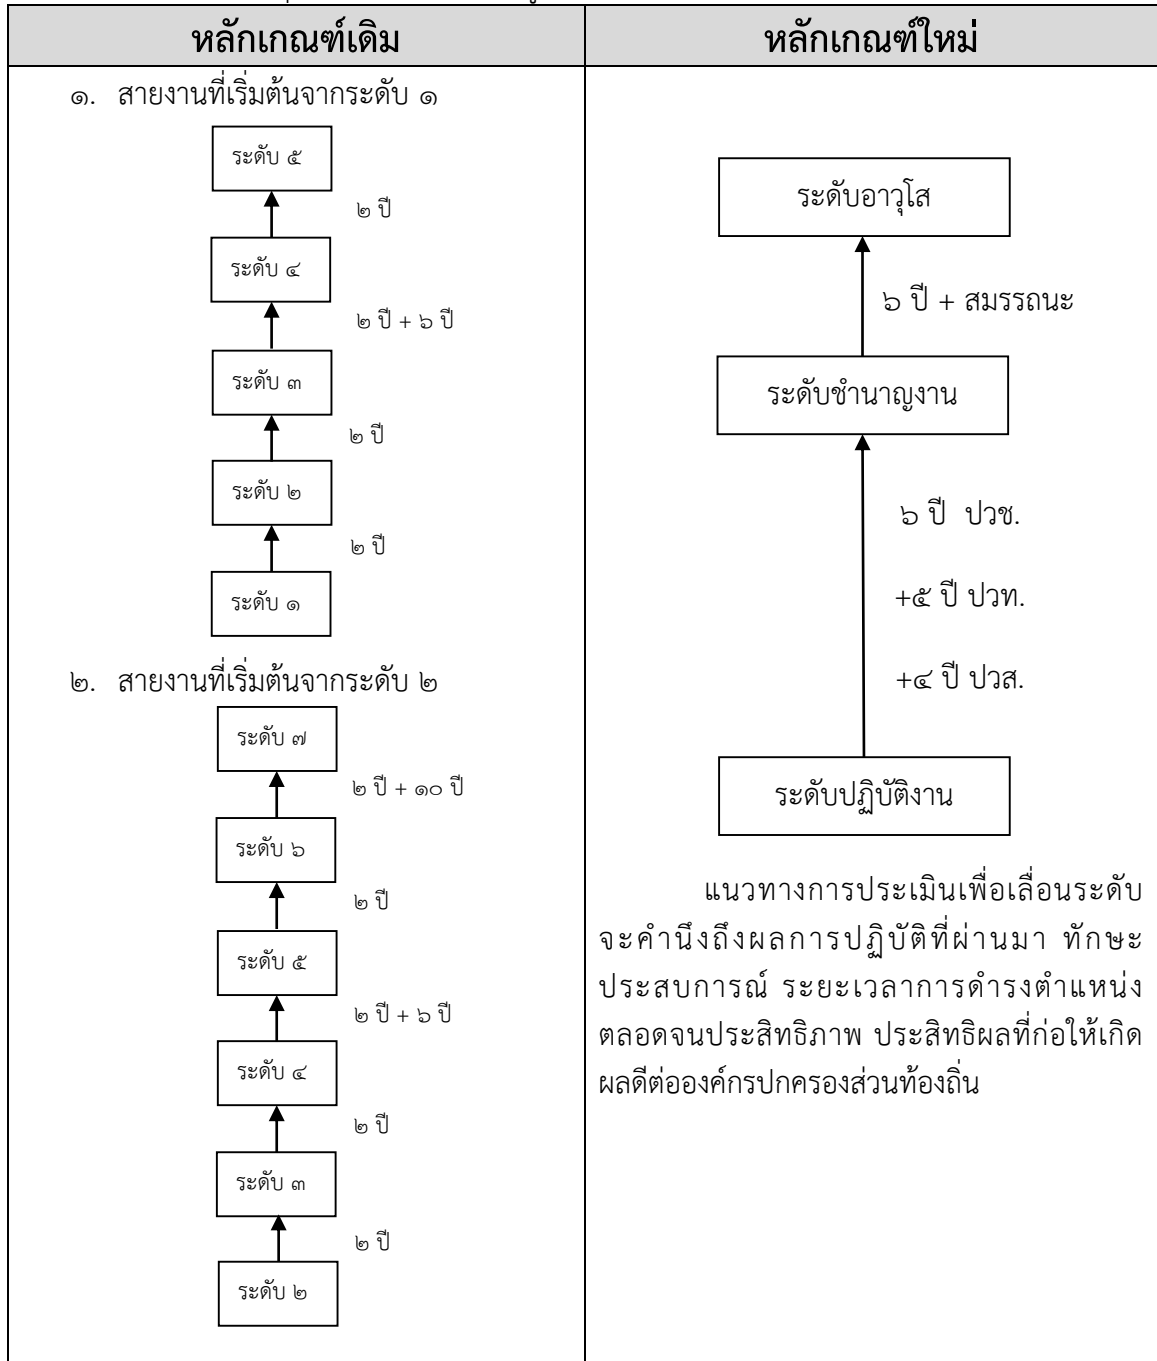 หลักเกณฑ์เดิม
หลักเกณฑ์ใหม่
๑. สายงานที่เริ่มต้นจากระดับ ๑
ระดับ ๕
๒ ปี
ระดับ ๔
๒ ปี + ๖ ปี
ระดับ ๓
๒ ปี
ระดับ ๒
๒ ปี
ระดับ ๑
๒. สายงานที่เริ่มต้นจากระดับ ๒
ระดับ ๗
๒ ปี + ๑๐ ปี
ระดับ ๖
๒ ปี
ระดับ ๕
๒ ปี + ๖ ปี
ระดับ ๔
๒ ปี
ระดับ ๓
๒ ปี
ระดับ ๒
ระดับอาวุโส
๖ ปี + สมรรถนะ
ระดับชำนาญงาน
๖ ปี ปวช.
+๕ ปี ปวท.
+๔ ปี ปวส.
ระดับปฏิบัติงาน
แนวทางการประเมินเพื่อเลื่อนระดับ
จะคำนึงถึงผลการปฏิบัติที่ผ่านมา ทักษะ
ประสบการณ์ ระยะเวลาการดำรงตำแหน่ง
ตลอดจนประสิทธิภาพ ประสิทธิผลที่ก่อให้เกิด
ผลดีต่อองค์กรปกครองส่วนท้องถิ่น